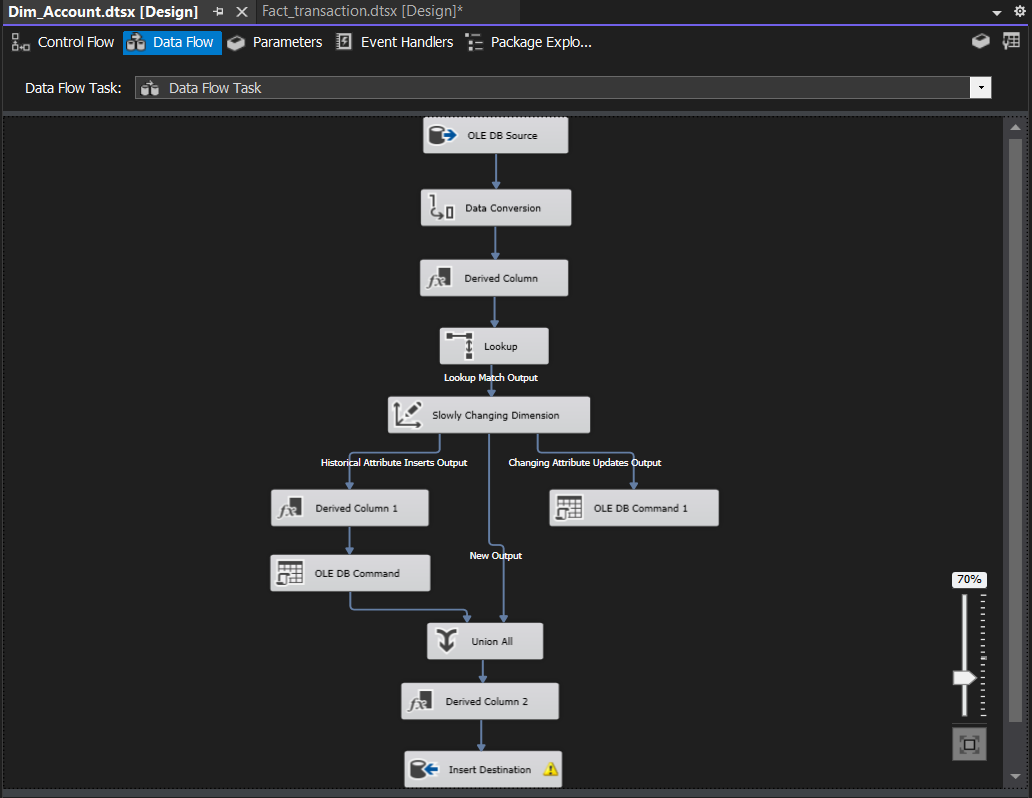 Dim_Account.dtsx [Design]
Fact_transaction.dtsx [Design]*
Control Flow
Data Flow
Parameters
Event Handlers
Package Explo...
Data Flow Task:
Data Flow Task
OLE DB Source
Data Conversion
Derived Column
Lookup
Lookup Match Output
Slowly Changing Dimension
Historical Attribute Inserts Output
Changing Attribute Updates Output
Derived Column 1
OLE DB Command 1
New Output
OLE DB Command
70%
Union All
Derived Column 2
Insert Destination